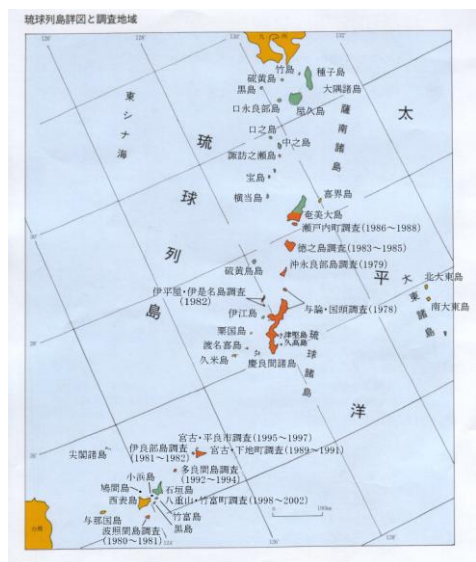 琉球列島詳図と調査地域
九州
竹島
種子島
硫黄島
黒島
大隅諸島
口永良部島
屋久島
太
東シナ海
薩南諸島
口之島
中之島
琉
諏訪之瀬島
宝島
横当島
球
喜界島
奄美大島
瀬戸内町調査(1986~1988)
徳之島調査(1983~1985)
列
沖永良部島調査(1979)
硫黄鳥島
平
北大東島
大東諸島
南大東島
伊平屋・伊是名島調査
(1982)
与論・国頭調査(1978)
島
伊江島
粟国島
津堅島
久高島
琉球諸島
渡名喜島
久米島
慶良間諸島
洋
宮古・平良市調査(1995~1997)
尖閣諸島
伊良部島調査
(1981~1982)
宮古・下地町調査(1989~1991)
多良間島調査
(1992~1994)
小浜島
鳩間島
石垣島
西表島
八重山・竹富町調査(1998~2002)
竹富島
与那国島
黒島
波照間島調査
(1980~1981)